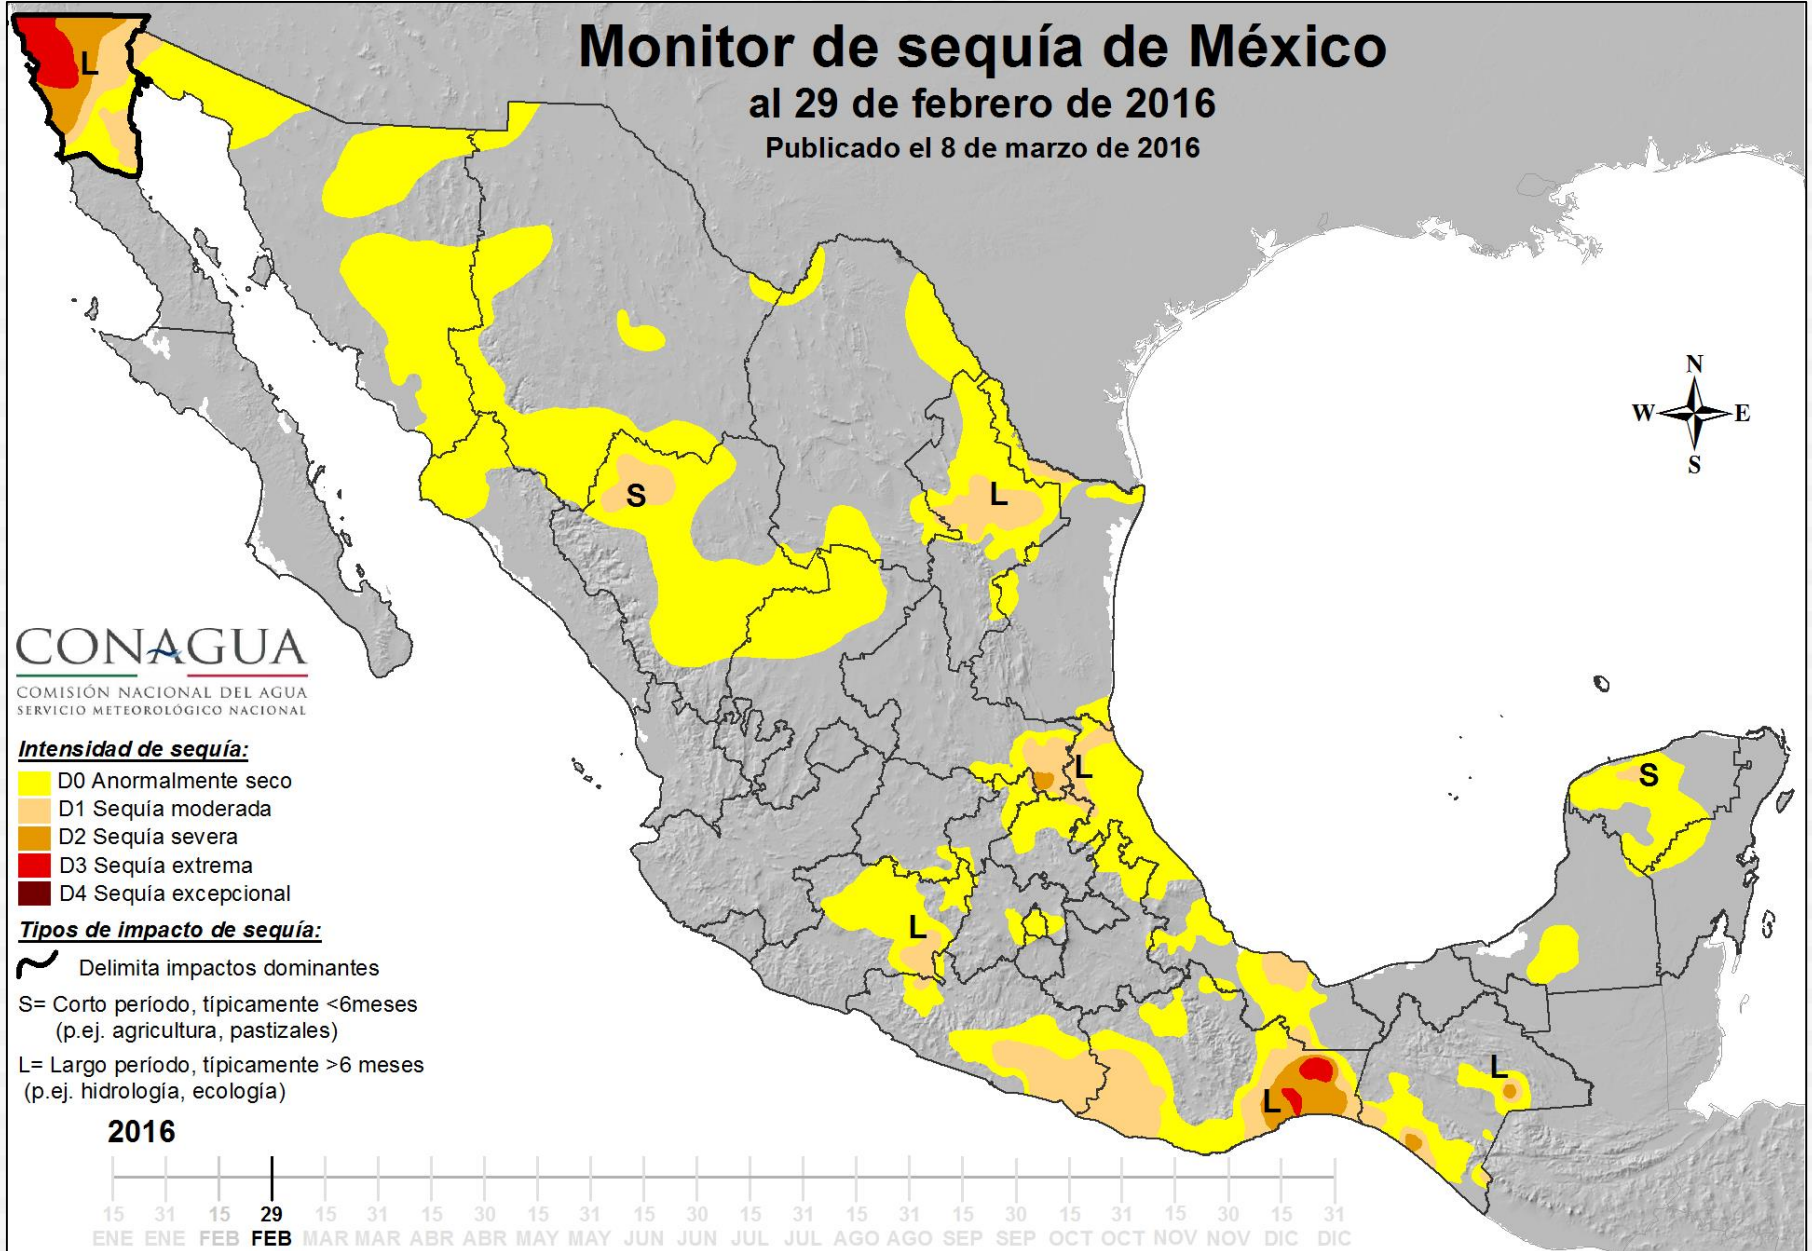 Monitor de sequía de México
al 29 de febrero de 2016
Publicado el 8 de marzo de 2016
L
S
L
L
S
L
L
L
N
W E
S
CONAGUA
COMISIÓN NACIONAL DEL AGUA
SERVICIO METEOROLÓGICO NACIONAL
Intensidad de sequía:
D0 Anormalmente seco
D1 Sequía moderada
D2 Sequía severa
D3 Sequía extrema
D4 Sequía excepcional
Tipos de impacto de sequía:
Delimita impactos dominantes
S= Corto período, típicamente <6meses
(p.ej. agricultura, pastizales)
L= Largo período, típicamente >6 meses
(p.ej. hidrología, ecología)
2016
15 31 15 29 15 31 15 30 15 31 15 30 15 31 15 31 15 30 15 31 15 30 15 31
ENE ENE FEB FEB MAR MAR ABR ABR MAY MAY JUN JUN JUL JUL AGO AGO SEP SEP OCT OCT NOV NOV DIC DIC